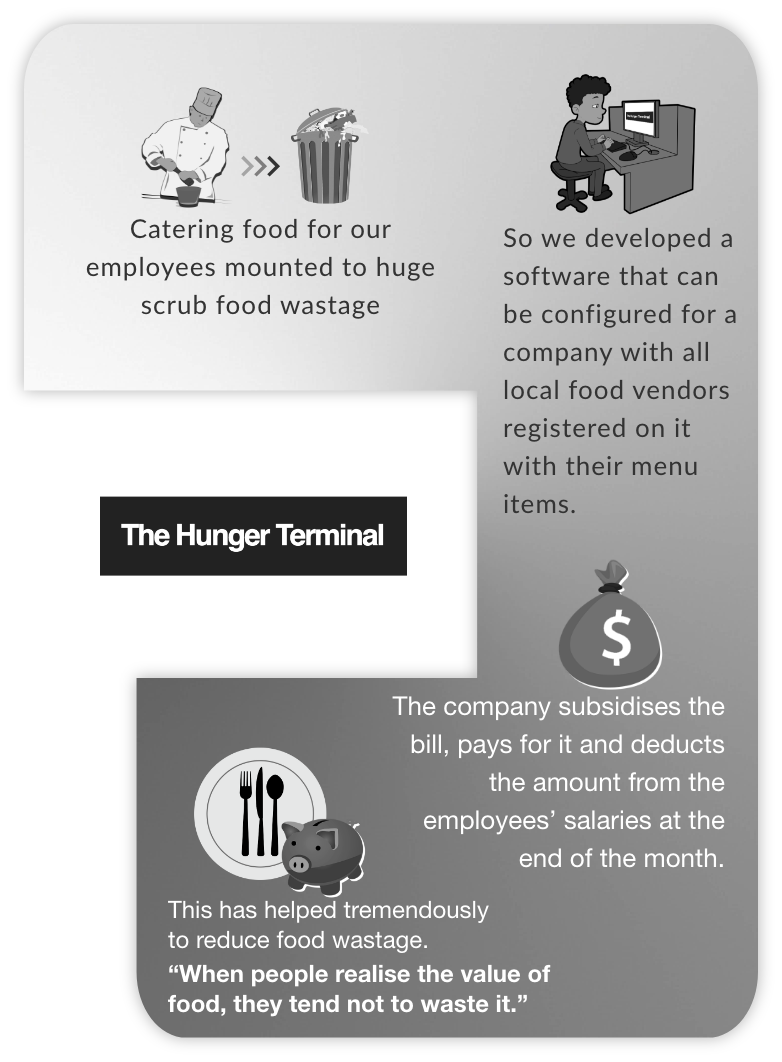 Catering food for our
employees mounted to huge
scrub food wastage
So we developed a
software that can
be configured for a
company with all
local food vendors
registered on it
with their menu
items.
The Hunger Terminal
$
The company subsidises the
bill, pays for it and deducts
the amount from the
employees’ salaries at the
end of the month.
This has helped tremendously
to reduce food wastage.
“When people realise the value of
food, they tend not to waste it.”